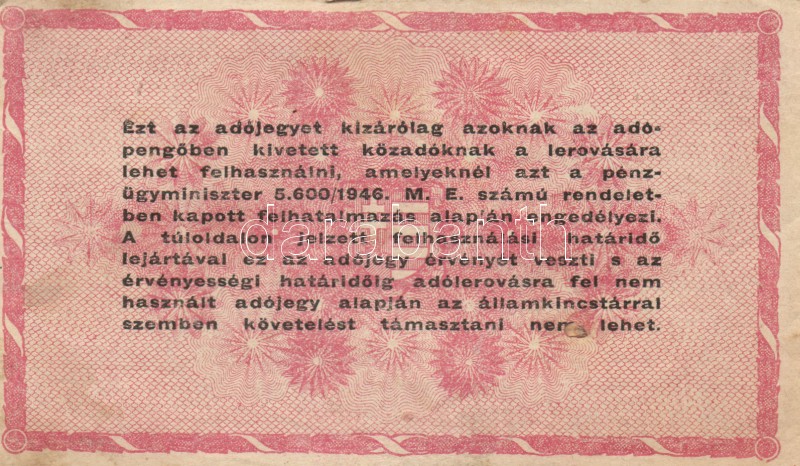 Ezt az adójegyet kizárólag azoknak az adó-
pengőben kivetett közadóknak a lerovására
lehet felhasználni, amelyeknél azt a pénz-
ügyminiszter 5.600/1946. M. E. számú rendelet-
ben kapott felhatalmazás alapján engedélyezi.
A túloldalon jelzett felhasználási határidő
lejártával ez az adójegy érvényét veszti s az
érvényességi határidőig adólerovásra fel nem
használt adójegy alapján az államkincstárral
szemben követelést támasztani nem lehet.
darabanth